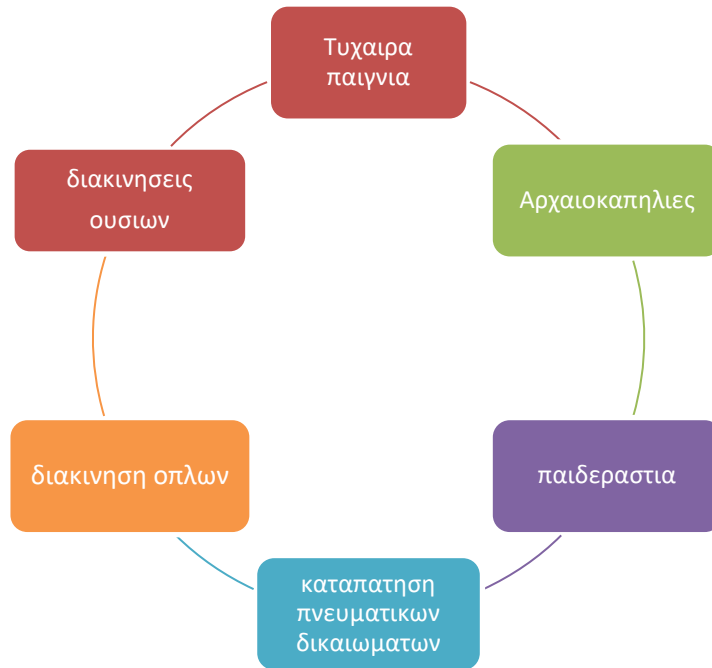 Τυχαιρα
παιγνια
Αρχαιοκαπηλιες
παιδεραστια
καταπατηση
πνευματικων
δικαιωματων
διακινηση οπλων
διακινησεις
ουσιων